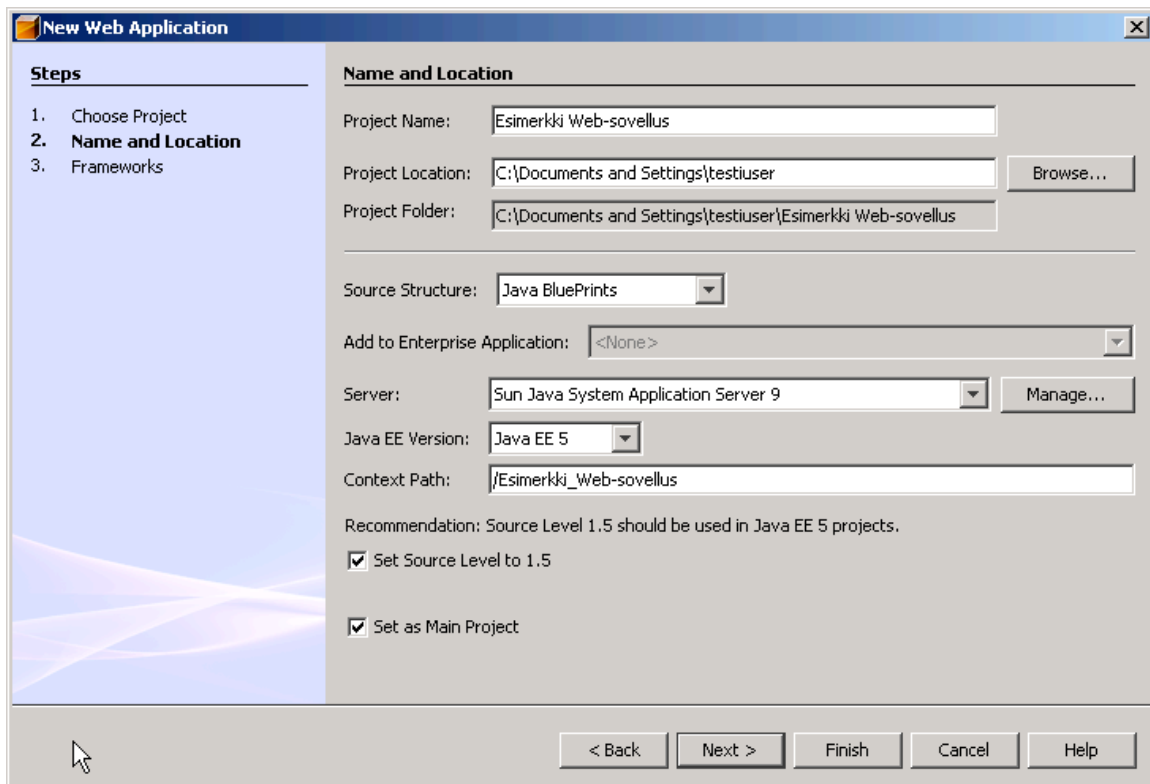 New Web Application
Steps
1. Choose Project
2. Name and Location
3. Frameworks
Name and Location
Project Name: Esimerkki Web-sovellus
Project Location: C:\Documents and Settings\testiuser Browse...
Project Folder: C:\Documents and Settings\testiuser\Esimerkki Web-sovellus
Source Structure: Java BluePrints
Add to Enterprise Application: <None>
Server: Sun Java System Application Server 9 Manage...
Java EE Version: Java EE 5
Context Path: /Esimerkki_Web-sovellus
Recommendation: Source Level 1.5 should be used in Java EE 5 projects.
Set Source Level to 1.5
Set as Main Project
< Back Next > Finish Cancel Help